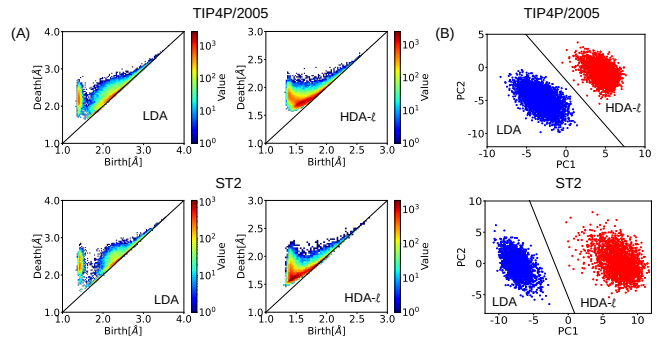 TIP4P/2005
(A)
4.0
3.0
2.0
1.0
1.0 2.0 3.0 4.0
Death[Å]
Birth[Å]
LDA
10³
10²
10¹
10⁰
Value
3.0
2.5
2.0
1.5
1.0
1.0 1.5 2.0 2.5 3.0
Death[Å]
Birth[Å]
HDA-ℓ
10³
10²
10¹
10⁰
Value
ST2
4.0
3.0
2.0
1.0
1.0 2.0 3.0 4.0
Death[Å]
Birth[Å]
LDA
10³
10²
10¹
10⁰
Value
3.0
2.5
2.0
1.5
1.0
1.0 1.5 2.0 2.5 3.0
Death[Å]
Birth[Å]
HDA-ℓ
10³
10²
10¹
10⁰
Value
(B)
TIP4P/2005
5
0
-5
-10
-10 -5 0 5 10
PC2
PC1
LDA
HDA-ℓ
ST2
10
5
0
-5
-10 -5 0 5 10
PC2
PC1
LDA
HDA-ℓ